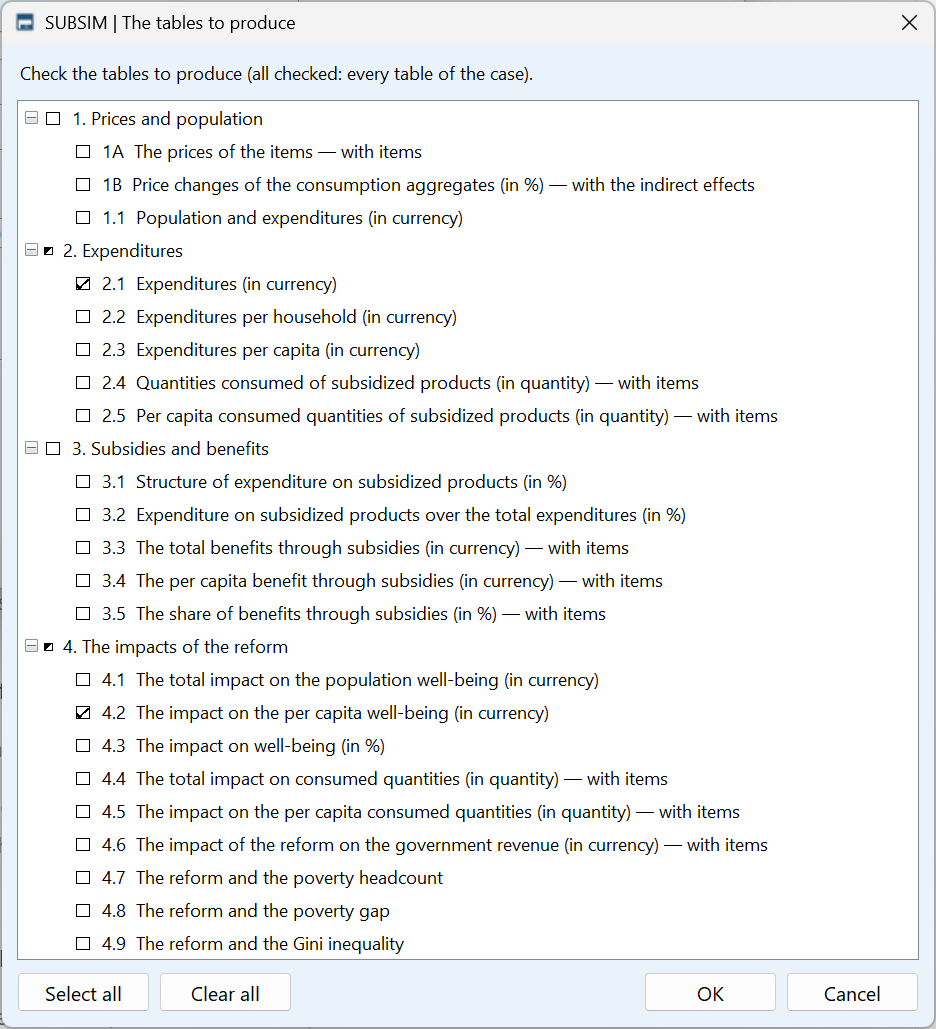 SUBSIM | The tables to produce
Check the tables to produce (all checked: every table of the case).
1. Prices and population
1A The prices of the items — with items
1B Price changes of the consumption aggregates (in %) — with the indirect effects
1.1 Population and expenditures (in currency)
2. Expenditures
2.1 Expenditures (in currency)
2.2 Expenditures per household (in currency)
2.3 Expenditures per capita (in currency)
2.4 Quantities consumed of subsidized products (in quantity) — with items
2.5 Per capita consumed quantities of subsidized products (in quantity) — with items
3. Subsidies and benefits
3.1 Structure of expenditure on subsidized products (in %)
3.2 Expenditure on subsidized products over the total expenditures (in %)
3.3 The total benefits through subsidies (in currency) — with items
3.4 The per capita benefit through subsidies (in currency) — with items
3.5 The share of benefits through subsidies (in %) — with items
4. The impacts of the reform
4.1 The total impact on the population well-being (in currency)
4.2 The impact on the per capita well-being (in currency)
4.3 The impact on well-being (in %)
4.4 The total impact on consumed quantities (in quantity) — with items
4.5 The impact on the per capita consumed quantities (in quantity) — with items
4.6 The impact of the reform on the government revenue (in currency) — with items
4.7 The reform and the poverty headcount
4.8 The reform and the poverty gap
4.9 The reform and the Gini inequality
Select all Clear all OK Cancel